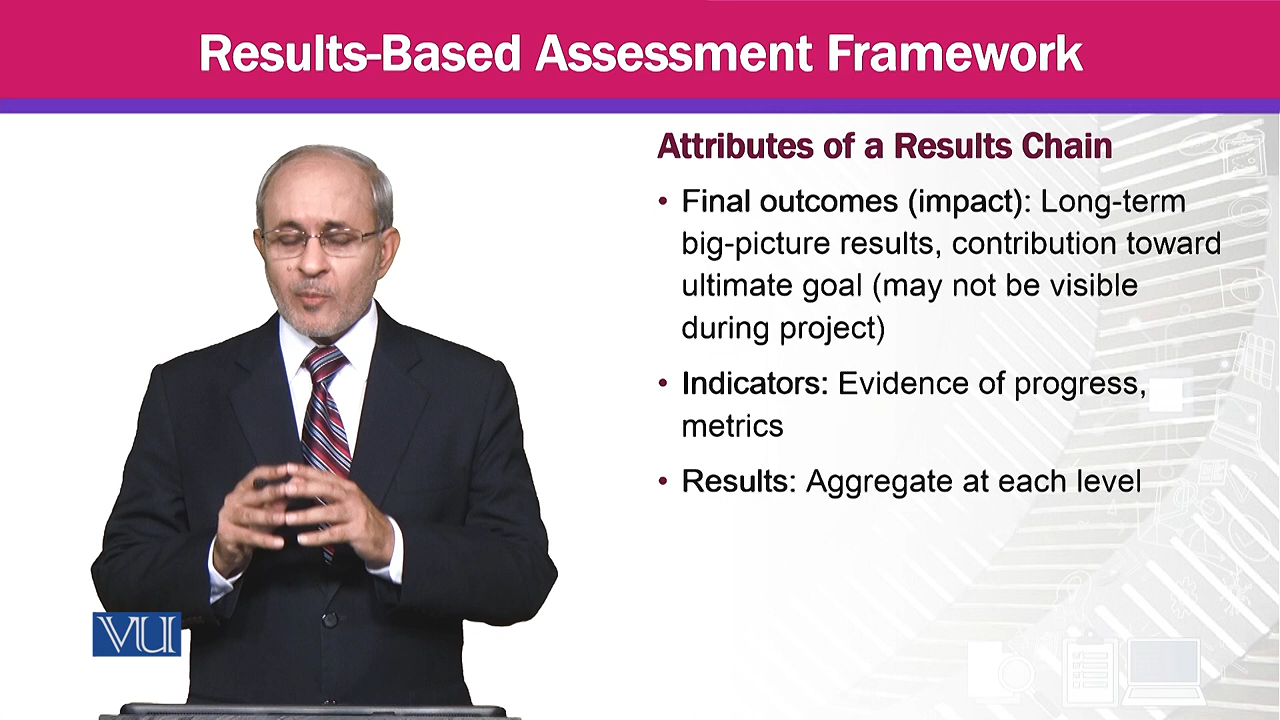 Results-Based Assessment Framework
Attributes of a Results Chain
• Final outcomes (impact): Long-term
big-picture results, contribution toward
ultimate goal (may not be visible
during project)
• Indicators: Evidence of progress,
metrics
• Results: Aggregate at each level
VU